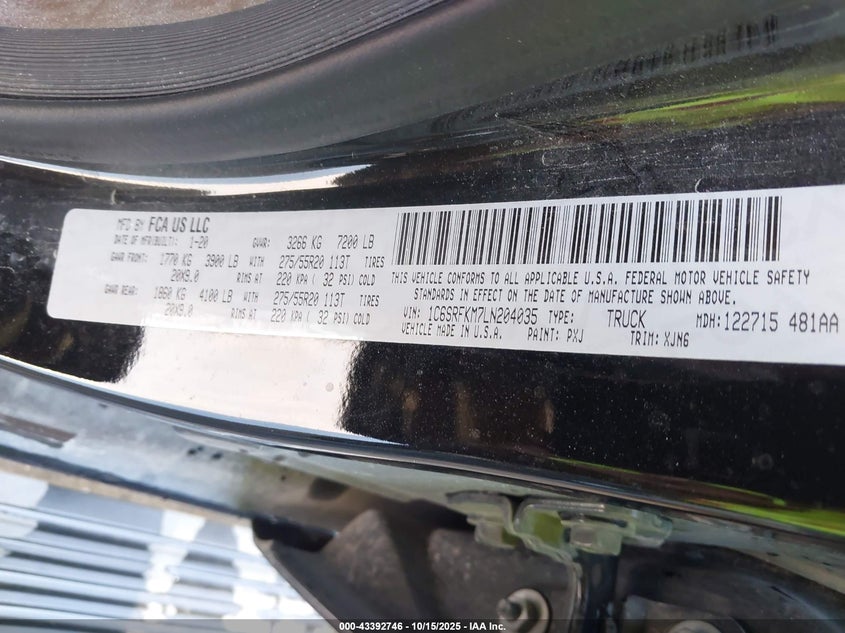 MFD BY FCA US LLC
DATE OF MFR(BUILT): 1-20 GVWR: 3266 KG 7200 LB
GAWR FRONT: 1770 KG 3900 LB WITH 275/55R20 113T TIRES
20X9.0 RIMS AT 220 KPA ( 32 PSI) COLD
GAWR REAR: 1860 KG 4100 LB WITH 275/55R20 113T TIRES
20X9.0 RIMS AT 220 KPA ( 32 PSI) COLD
THIS VEHICLE CONFORMS TO ALL APPLICABLE U.S.A. FEDERAL MOTOR VEHICLE SAFETY
STANDARDS IN EFFECT ON THE DATE OF MANUFACTURE SHOWN ABOVE.
VIN: 1C6SRFKM7LN204035 TYPE: TRUCK MDH:122715 481AA
VEHICLE MADE IN U.S.A. PAINT: PXJ TRIM: XJN6
000-43392746 - 10/15/2025 - IAA Inc.